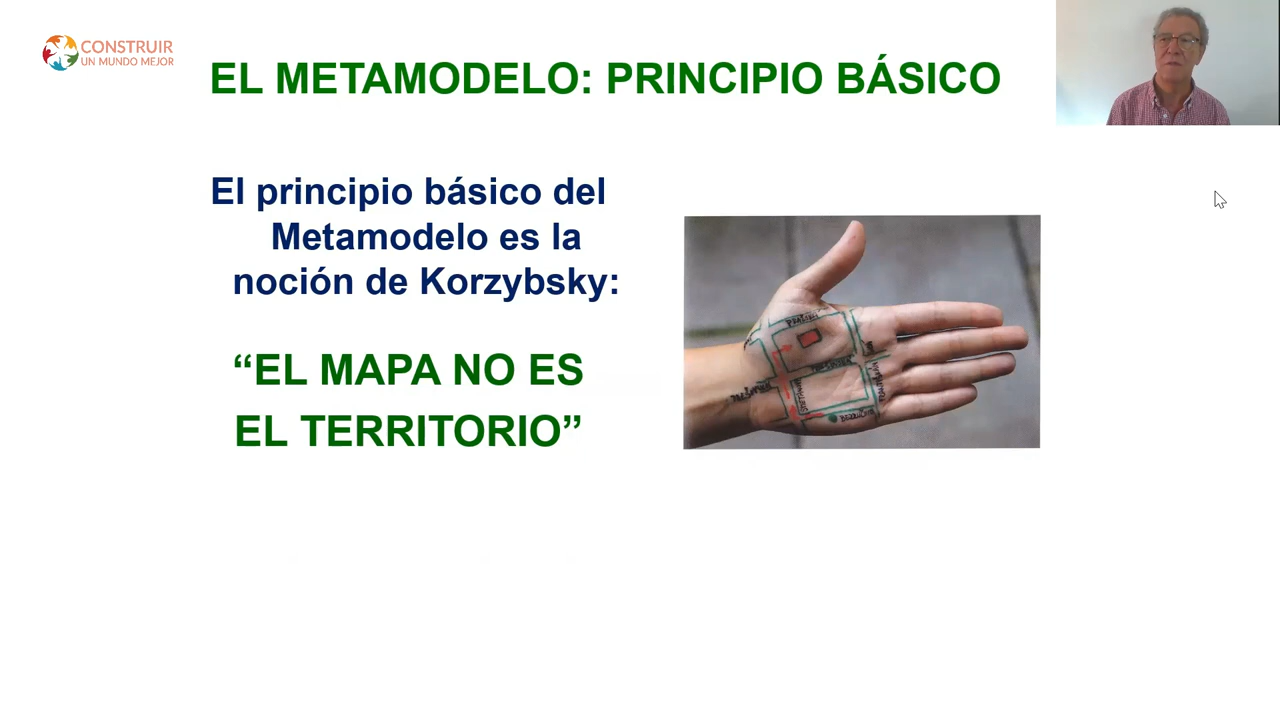 CONSTRUIR
UN MUNDO MEJOR
EL METAMODELO: PRINCIPIO BÁSICO
El principio básico del
Metamodelo es la
noción de Korzybsky:
“EL MAPA NO ES
EL TERRITORIO”